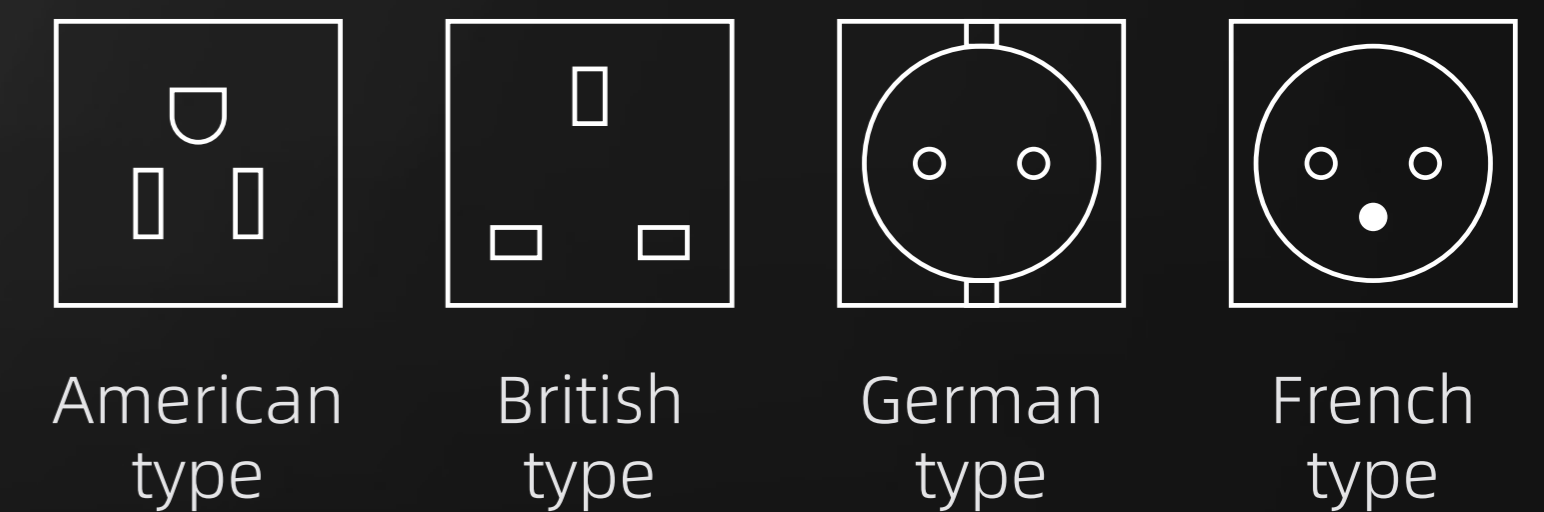 American
type
British
type
German
type
French
type